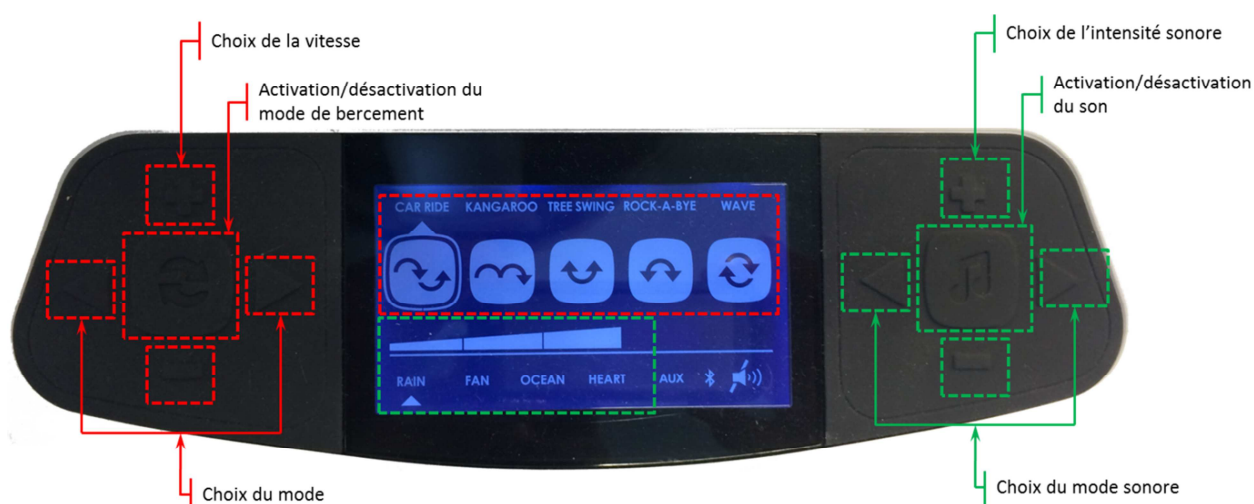 Choix de la vitesse
Choix de l'intensité sonore
Activation/désactivation du
mode de bercement
Activation/désactivation
du son
CAR RIDE KANGAROO TREE SWING ROCK-A-BYE WAVE
RAIN FAN OCEAN HEART AUX
Choix du mode
Choix du mode sonore